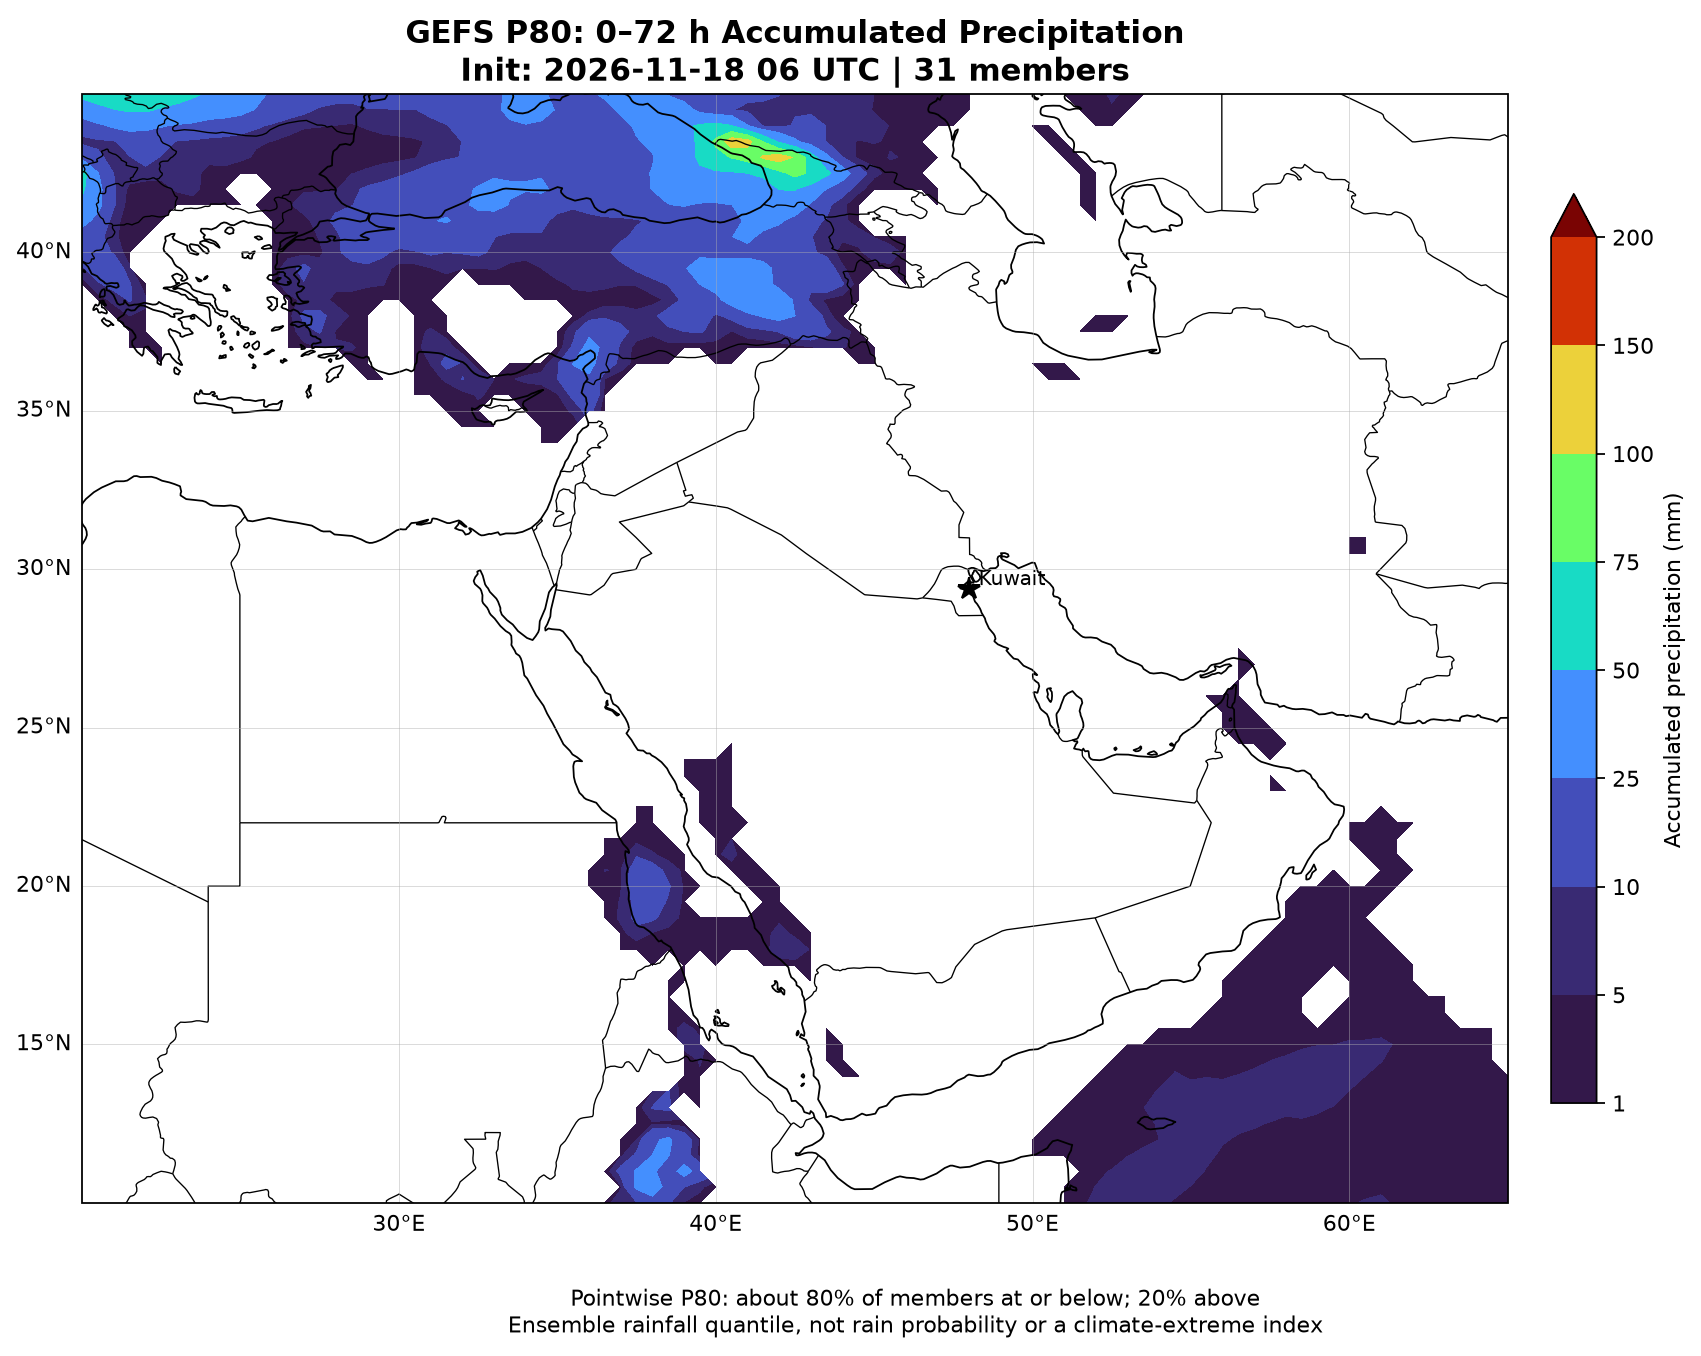 GEFS P80: 0–72 h Accumulated Precipitation
Init: 2026-11-18 06 UTC | 31 members
40°N
35°N
30°N
25°N
20°N
15°N
Kuwait
30°E
40°E
50°E
60°E
200
150
100
75
50
25
10
5
1
Accumulated precipitation (mm)
Pointwise P80: about 80% of members at or below; 20% above
Ensemble rainfall quantile, not rain probability or a climate-extreme index